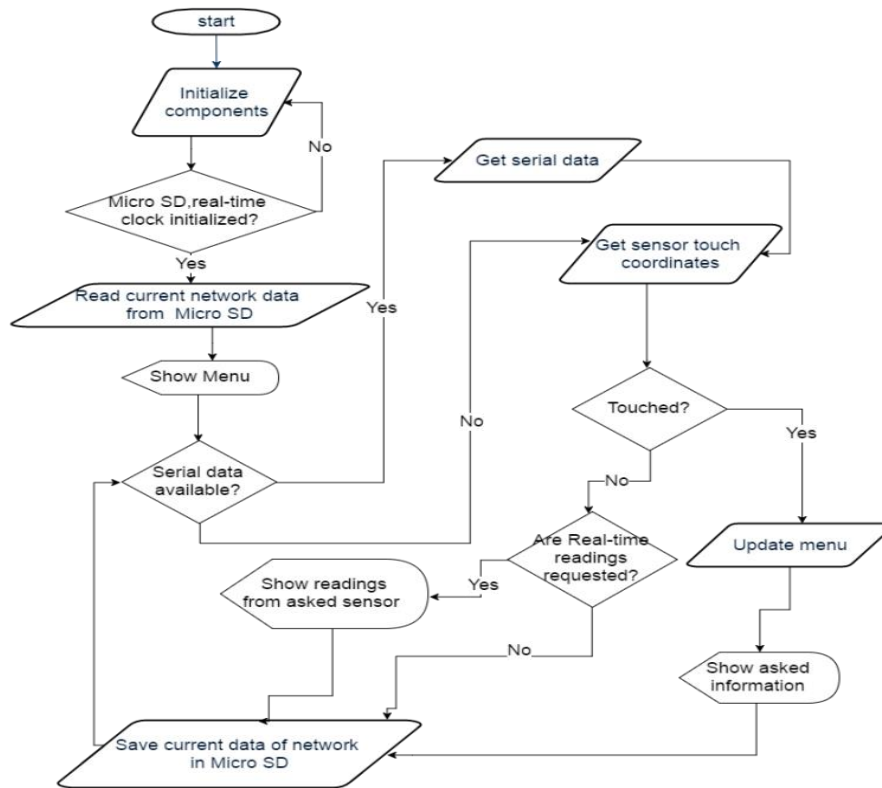 start
Initialize
components
No
Micro SD,real-time
clock initialized?
Yes
Read current network data
from Micro SD
Show Menu
Serial data
available?
Yes
Get serial data
No
Get sensor touch
coordinates
Touched?
Yes
No
Are Real-time
readings
requested?
Yes
Show readings
from asked sensor
No
Update menu
Show asked
information
Save current data of network
in Micro SD